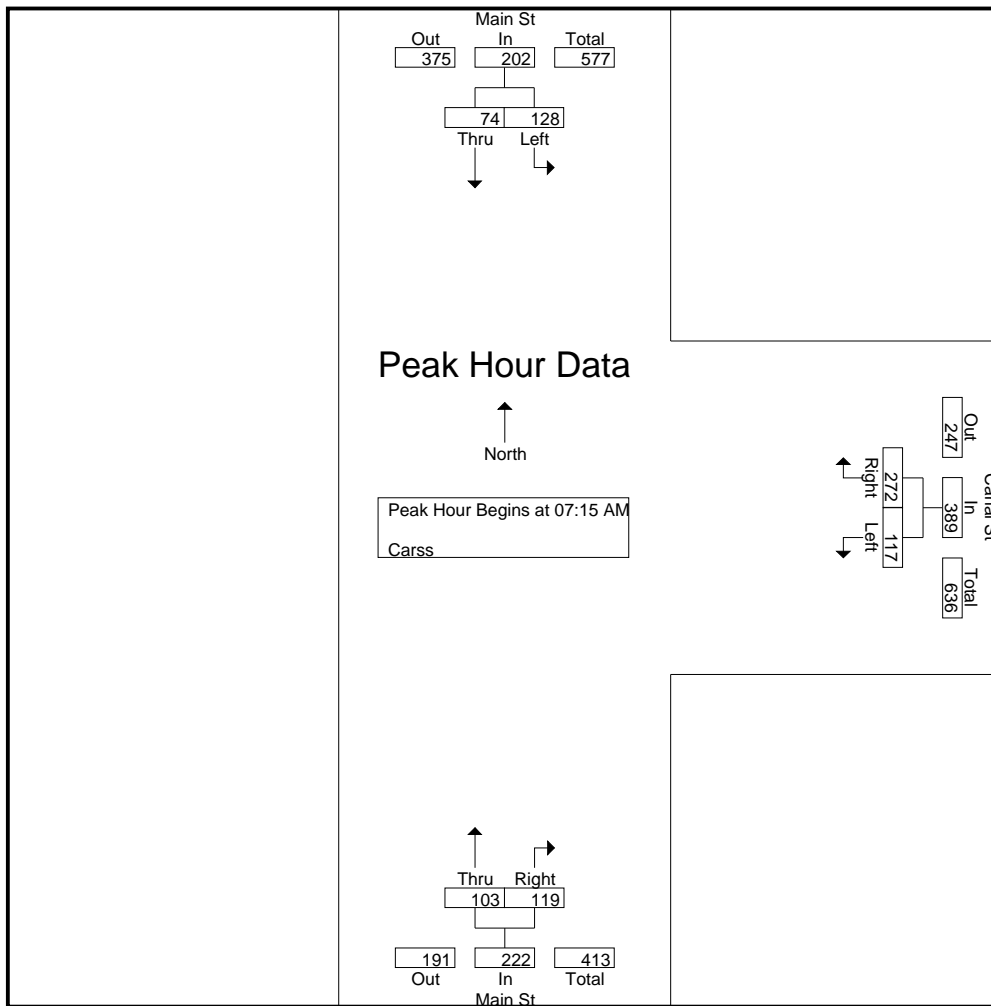 Main St
Out In Total
375 202 577
74 128
Thru Left
Peak Hour Data
North
Peak Hour Begins at 07:15 AM
Carss
Canal St
Out In Total
247 389 636
272 117
Right Left
Thru Right
103 119
191 222 413
Out In Total
Main St